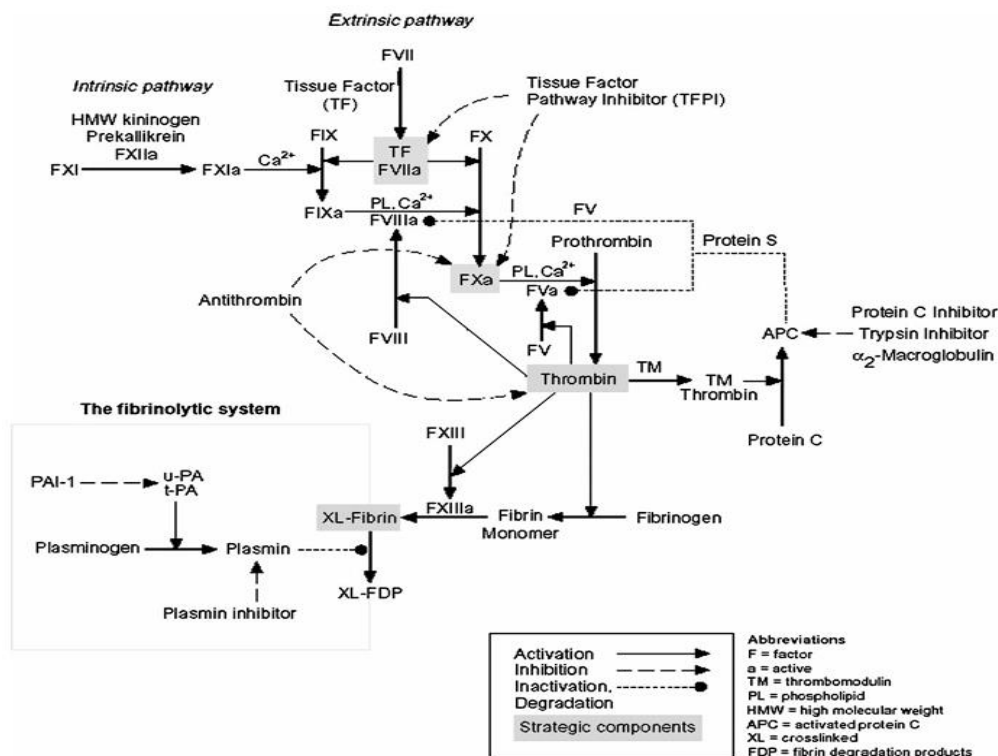 Extrinsic pathway
FVII
Intrinsic pathway
Tissue Factor
(TF)
Tissue Factor
Pathway Inhibitor (TFPI)
HMW kininogen
Prekallikrein
FXIIa
FIX
TF
FVIIa
FX
FXI
FXIa
Ca2+
FIXa
PL, Ca2+
FVIIIa
FV
Prothrombin
Protein S
FXa
PL, Ca2+
FVa
Antithrombin
FVIII
FV
APC
Protein C Inhibitor
Trypsin Inhibitor
α2-Macroglobulin
Thrombin
TM
TM
Thrombin
Protein C
The fibrinolytic system
FXIII
PAI-1
u-PA
t-PA
XL-Fibrin
FXIIIa
Fibrin
Monomer
Fibrinogen
Plasminogen
Plasmin
XL-FDP
Plasmin inhibitor
Activation
Inhibition
Inactivation,
Degradation
Strategic components
Abbreviations
F = factor
a = active
TM = thrombomodulin
PL = phospholipid
HMW = high molecular weight
APC = activated protein C
XL = crosslinked
FDP = fibrin degradation products